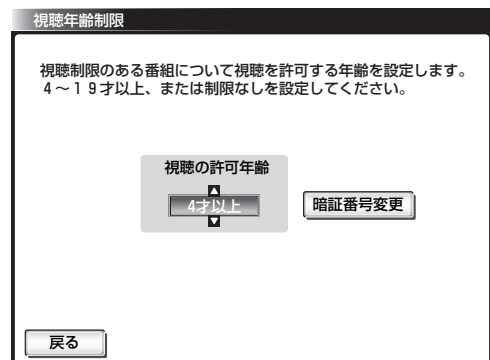 視聴年齢制限
視聴制限のある番組について視聴を許可する年齢を設定します。
4～19才以上、または制限なしを設定してください。
視聴の許可年齢
4才以上
暗証番号変更
戻る